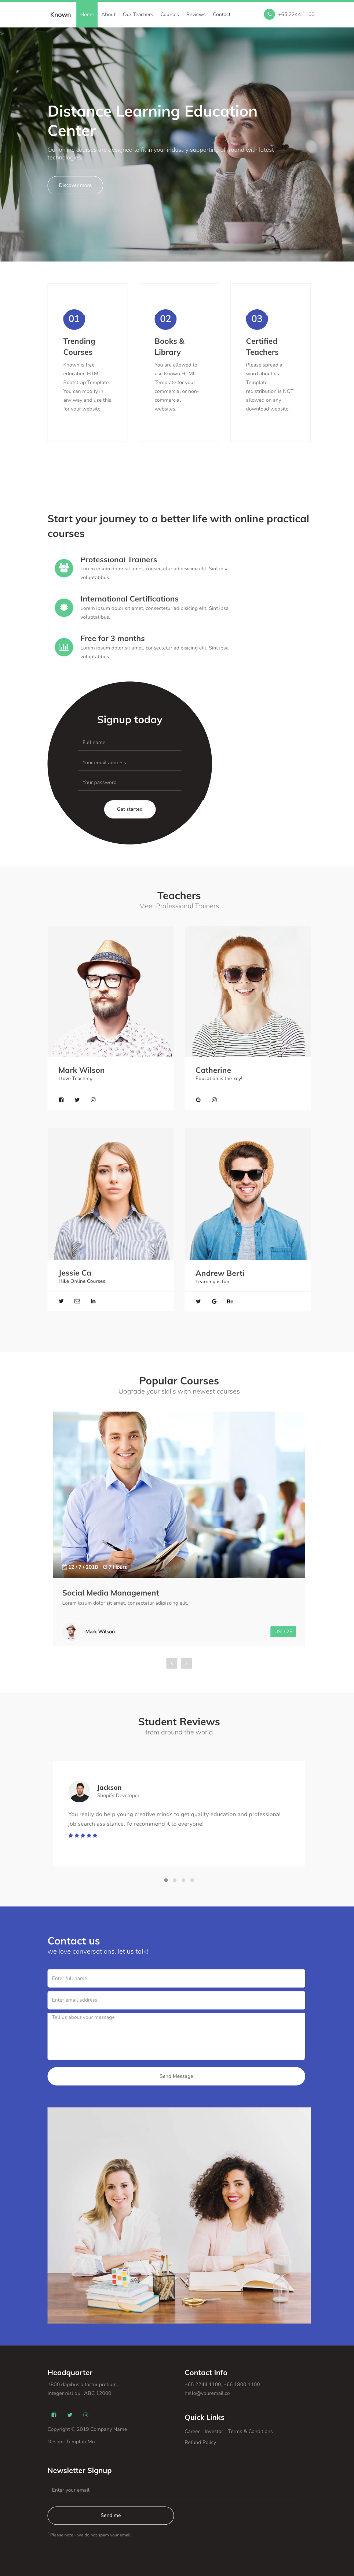 Known
Home
About
Our Teachers
Courses
Reviews
Contact
+65 2244 1100
Distance Learning Education
Center
Our online courses are designed to fit in your industry supporting all-round with latest
technologies.
Discover more
01
Trending
Courses
Known is free
education HTML
Bootstrap Template.
You can modify in
any way and use this
for your website.
02
Books &
Library
You are allowed to
use Known HTML
Template for your
commercial or non-
commercial
websites.
03
Certified
Teachers
Please spread a
word about us.
Template
redistribution is NOT
allowed on any
download website.
Start your journey to a better life with online practical
courses
Professional Trainers
Lorem ipsum dolor sit amet, consectetur adipisicing elit. Sint ipsa
voluptatibus.
International Certifications
Lorem ipsum dolor sit amet, consectetur adipisicing elit. Sint ipsa
voluptatibus.
Free for 3 months
Lorem ipsum dolor sit amet, consectetur adipisicing elit. Sint ipsa
voluptatibus.
Signup today
Full name
Your email address
Your password
Get started
Teachers
Meet Professional Trainers
Mark Wilson
I love Teaching
Catherine
Education is the key!
Jessie Ca
I like Online Courses
Andrew Berti
Learning is fun
Popular Courses
Upgrade your skills with newest courses
12 / 7 / 2018
7 Hours
Social Media Management
Lorem ipsum dolor sit amet, consectetur adipisicing elit.
Mark Wilson
Student Reviews
from around the world
Jackson
Shopify Developer
You really do help young creative minds to get quality education and professional
job search assistance. I'd recommend it to everyone!
Contact us
we love conversations. let us talk!
Enter full name
Enter email address
Tell us about your message
Send Message
Headquarter
1800 dapibus a tortor pretium,
Integer nisl dui, ABC 12000
Copyright © 2019 Company Name
Design: TemplateMo
Contact Info
+65 2244 1100, +66 1800 1100
hello@youremail.co
Quick Links
Career
Investor
Terms & Conditions
Refund Policy
Newsletter Signup
Enter your email
Send me
* Please note - we do not spam your email.